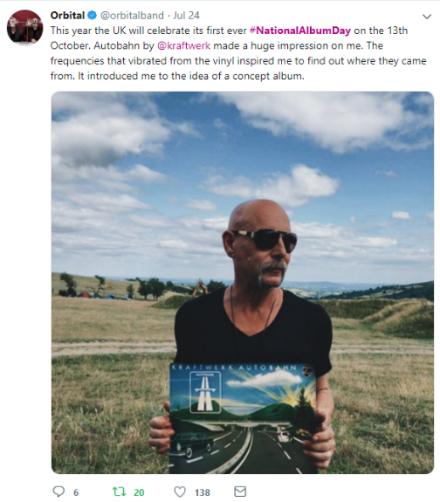 Orbital @orbitalband · Jul 24
This year the UK will celebrate its first ever #NationalAlbumDay on the 13th
October. Autobahn by @kraftwerk made a huge impression on me. The
frequencies that vibrated from the vinyl inspired me to find out where they came
from. It introduced me to the idea of a concept album.
KRAFTWERK AUTOBAHN
AUTOBAHN
6 20 138